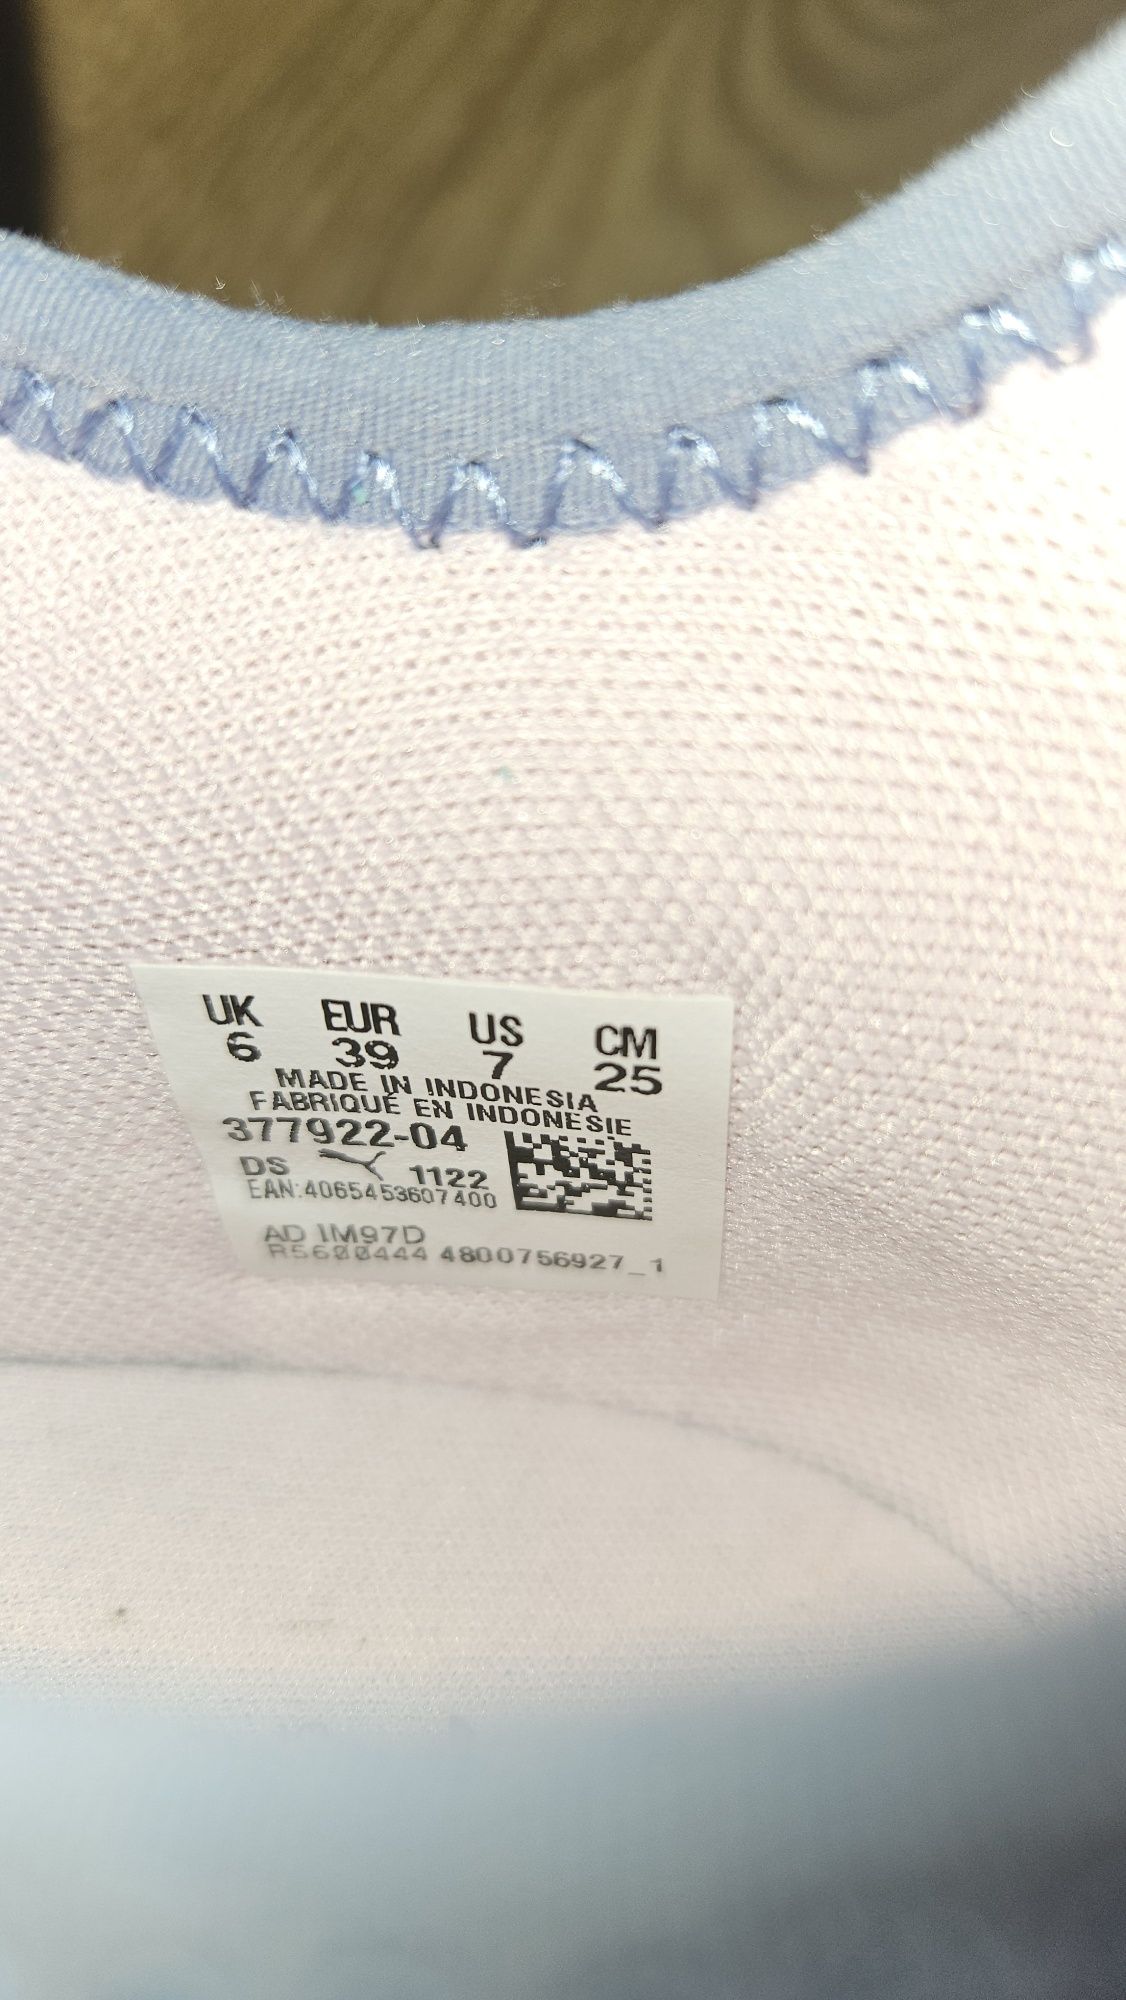 UK EUR US CM
6 39 7 25
MADE IN INDONESIA
FABRIQUÉ EN INDONESIE
377922-04
DS 1122
EAN:4065453607400
AD 1M97D
R5600444 4800756927_1